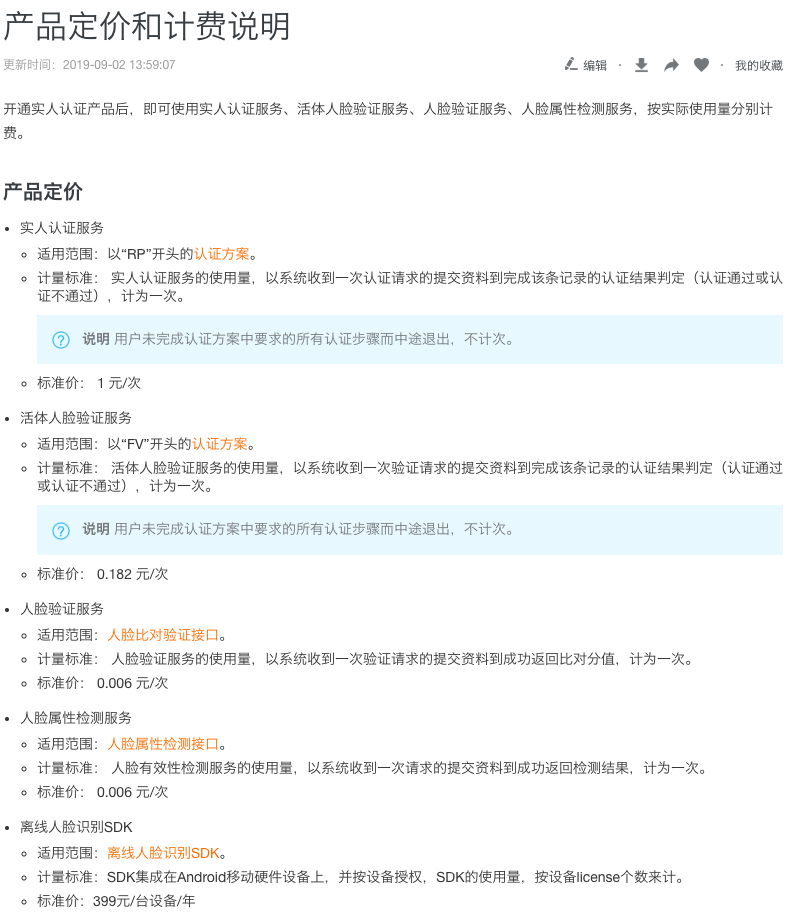 产品定价和计费说明
更新时间：2019-09-02 13:59:07
编辑 · · 我的收藏
开通实人认证产品后，即可使用实人认证服务、活体人脸验证服务、人脸验证服务、人脸属性检测服务，按实际使用量分别计
费。
产品定价
• 实人认证服务
适用范围：以“RP”开头的认证方案。
计量标准： 实人认证服务的使用量，以系统收到一次认证请求的提交资料到完成该条记录的认证结果判定（认证通过或认
证不通过），计为一次。
说明 用户未完成认证方案中要求的所有认证步骤而中途退出，不计次。
标准价： 1 元/次
• 活体人脸验证服务
适用范围：以“FV”开头的认证方案。
计量标准： 活体人脸验证服务的使用量，以系统收到一次验证请求的提交资料到完成该条记录的认证结果判定（认证通过
或认证不通过），计为一次。
说明 用户未完成认证方案中要求的所有认证步骤而中途退出，不计次。
标准价： 0.182 元/次
• 人脸验证服务
适用范围：人脸比对验证接口。
计量标准： 人脸验证服务的使用量，以系统收到一次验证请求的提交资料到成功返回比对分值，计为一次。
标准价： 0.006 元/次
• 人脸属性检测服务
适用范围：人脸属性检测接口。
计量标准： 人脸有效性检测服务的使用量，以系统收到一次请求的提交资料到成功返回检测结果，计为一次。
标准价： 0.006 元/次
• 离线人脸识别SDK
适用范围：离线人脸识别SDK。
计量标准：SDK集成在Android移动硬件设备上，并按设备授权，SDK的使用量，按设备license个数来计。
标准价：399元/台设备/年